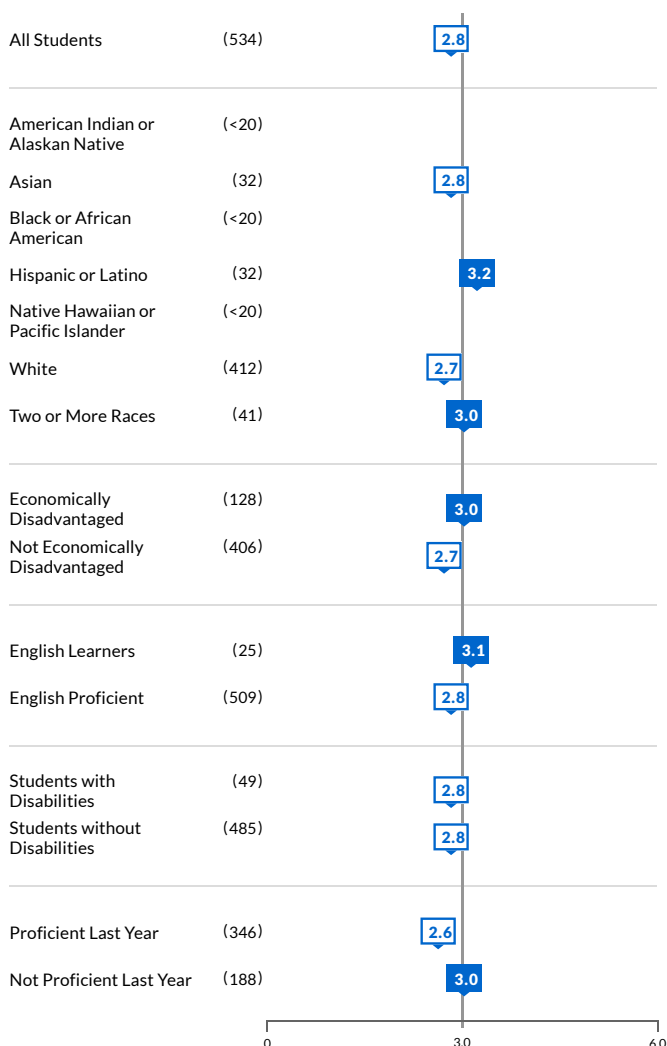 All Students (534) 2.8
American Indian or (<20)
Alaskan Native
Asian (32) 2.8
Black or African (<20)
American
Hispanic or Latino (32) 3.2
Native Hawaiian or (<20)
Pacific Islander
White (412) 2.7
Two or More Races (41) 3.0
Economically (128)
Disadvantaged 3.0
Not Economically (406) 2.7
Disadvantaged
English Learners (25) 3.1
English Proficient (509) 2.8
Students with (49) 2.8
Disabilities
Students without (485) 2.8
Disabilities
Proficient Last Year (346) 2.6
Not Proficient Last Year (188) 3.0
0 3.0 6.0